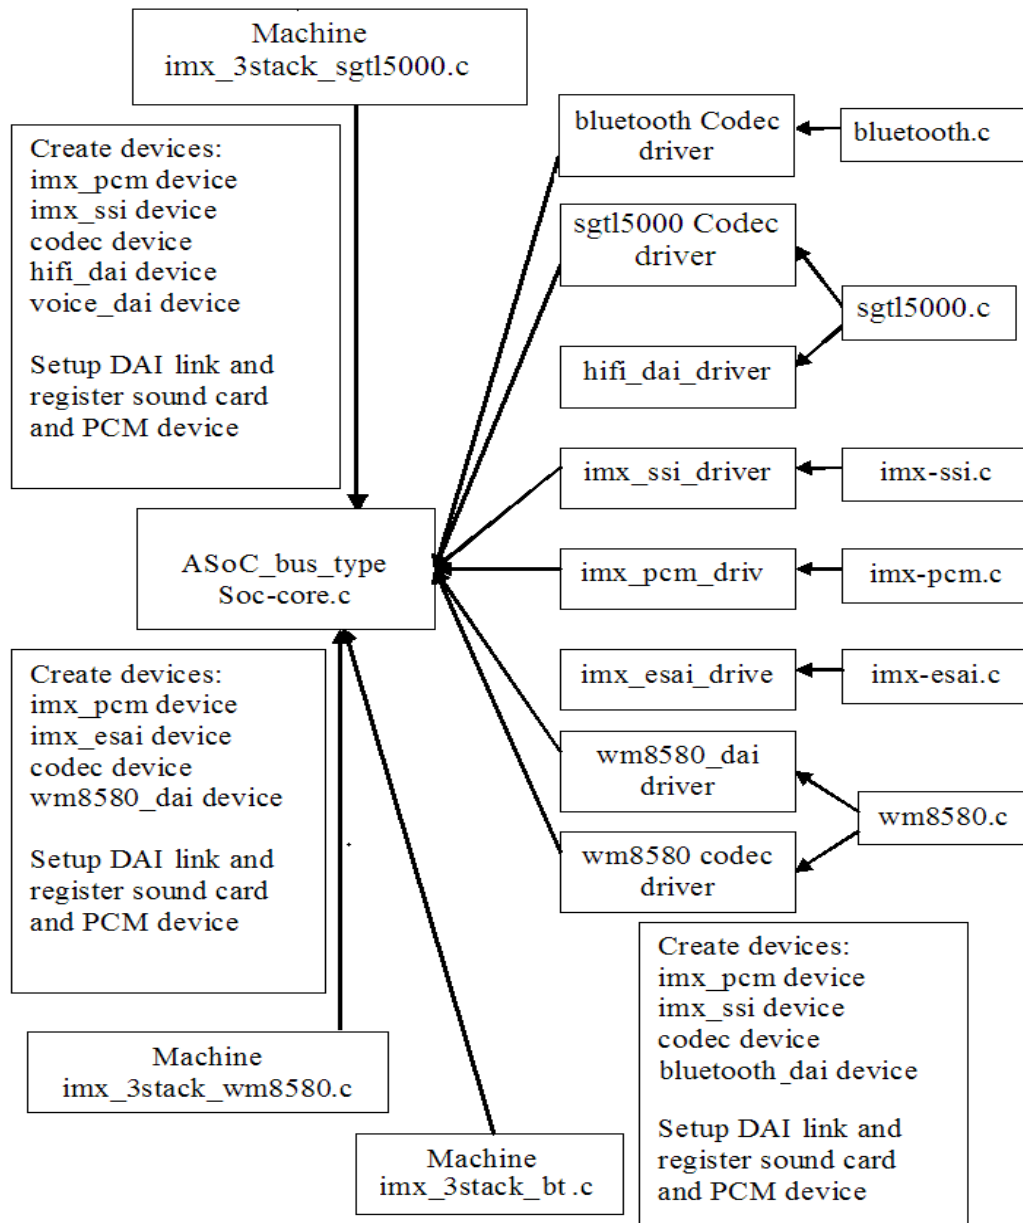 Machine
imx_3stack_sgtl5000.c
Create devices:
imx_pcm device
imx_ssi device
codec device
hifi_dai device
voice_dai device
Setup DAI link and
register sound card
and PCM device
bluetooth Codec
driver
bluetooth.c
sgtl5000 Codec
driver
sgtl5000.c
hifi_dai_driver
imx_ssi_driver
imx-ssi.c
ASoC_bus_type
Soc-core.c
imx_pcm_driv
imx-pcm.c
imx_esai_drive
imx-esai.c
Create devices:
imx_pcm device
imx_esai device
codec device
wm8580_dai device
Setup DAI link and
register sound card
and PCM device
wm8580_dai
driver
wm8580.c
wm8580 codec
driver
Create devices:
imx_pcm device
imx_ssi device
codec device
bluetooth_dai device
Setup DAI link and
register sound card
and PCM device
Machine
imx_3stack_wm8580.c
Machine
imx_3stack_bt .c